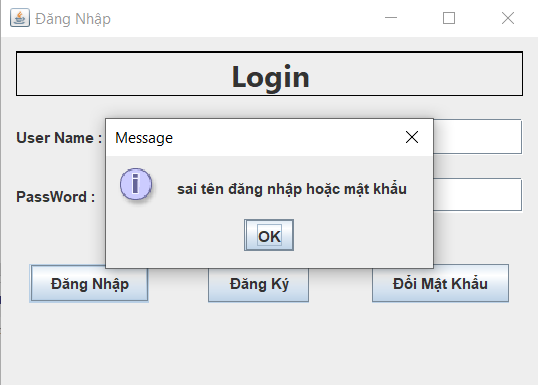 Đăng Nhập
Login
User Name :
Message
sai tên đăng nhập hoặc mật khẩu
PassWord :
OK
Đăng Nhập
Đăng Ký
Đổi Mật Khẩu